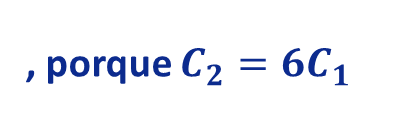 , porque C₂ = 6C₁